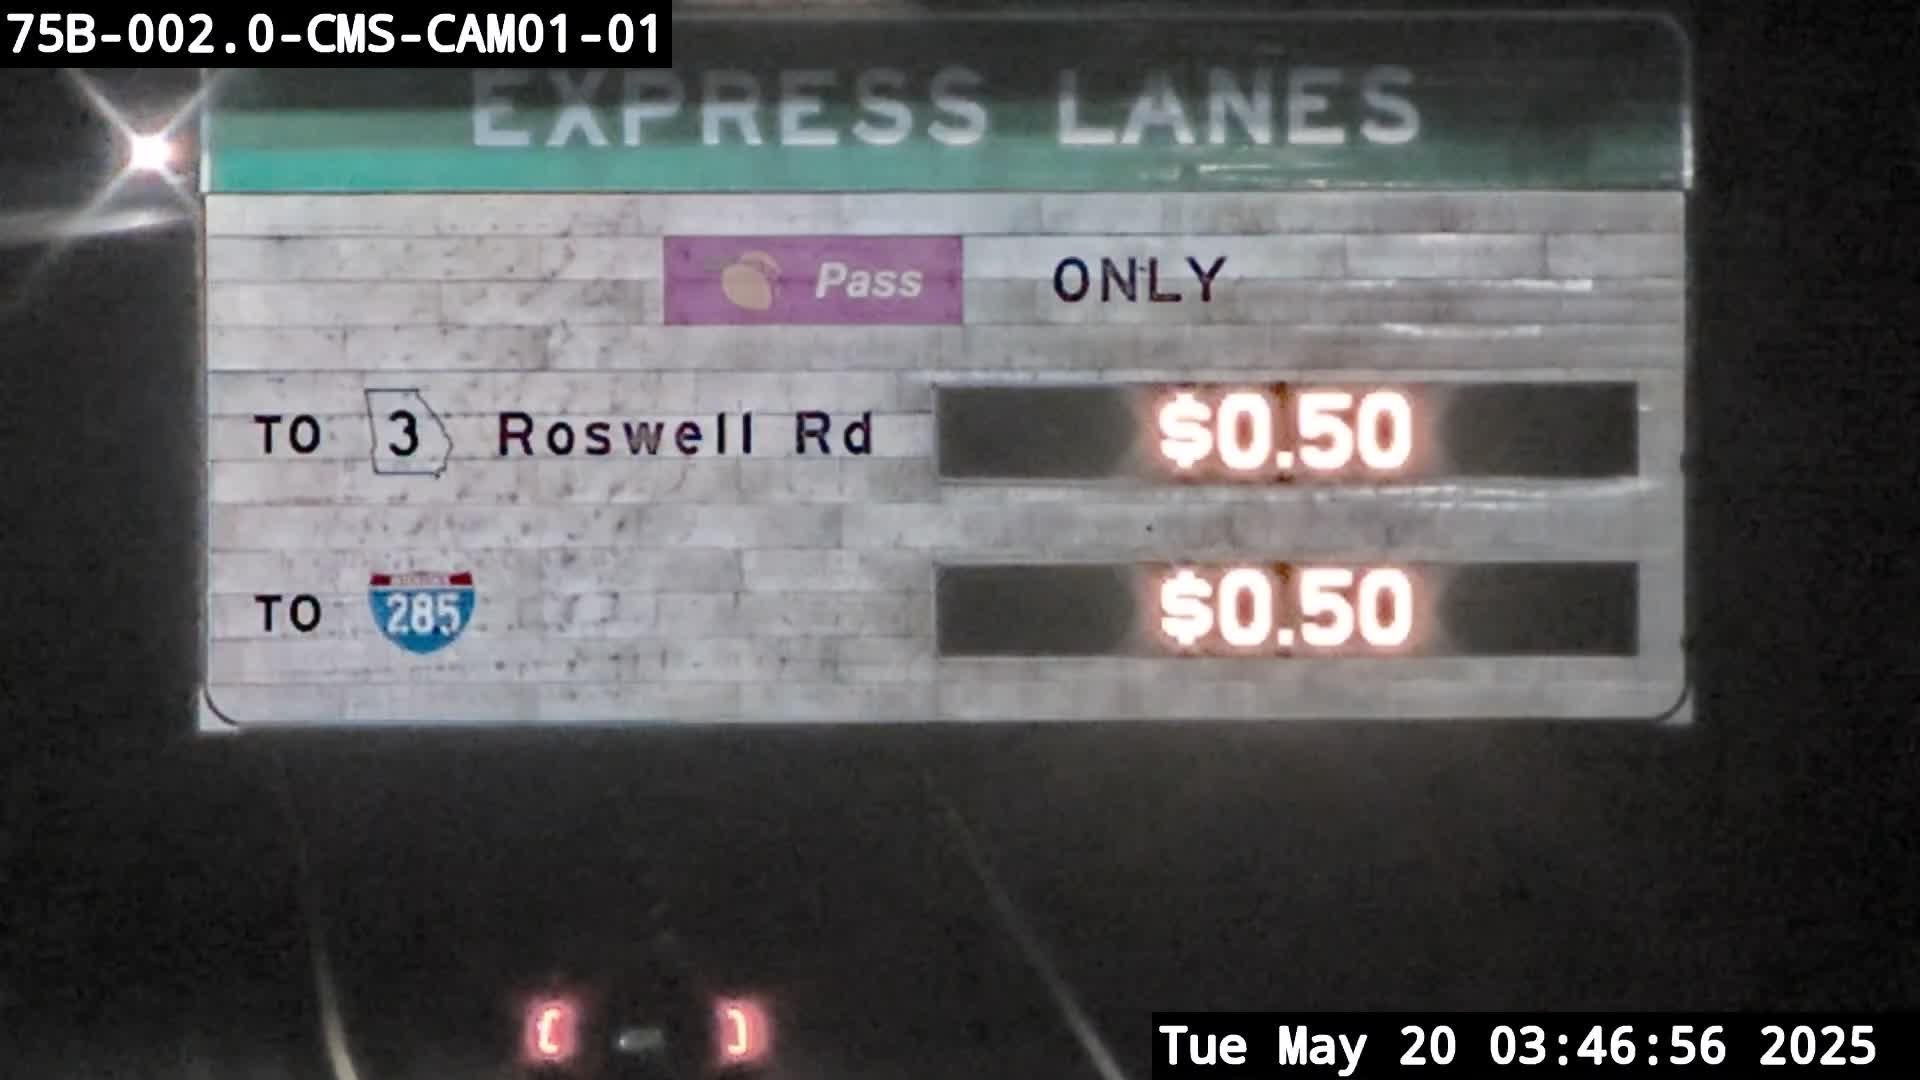 75B-002.0-CMS-CAM01-01
EXPRESS LANES
Pass ONLY
TO 3 Roswell Rd $0.50
TO 285 $0.50
Tue May 20 03:46:56 2025